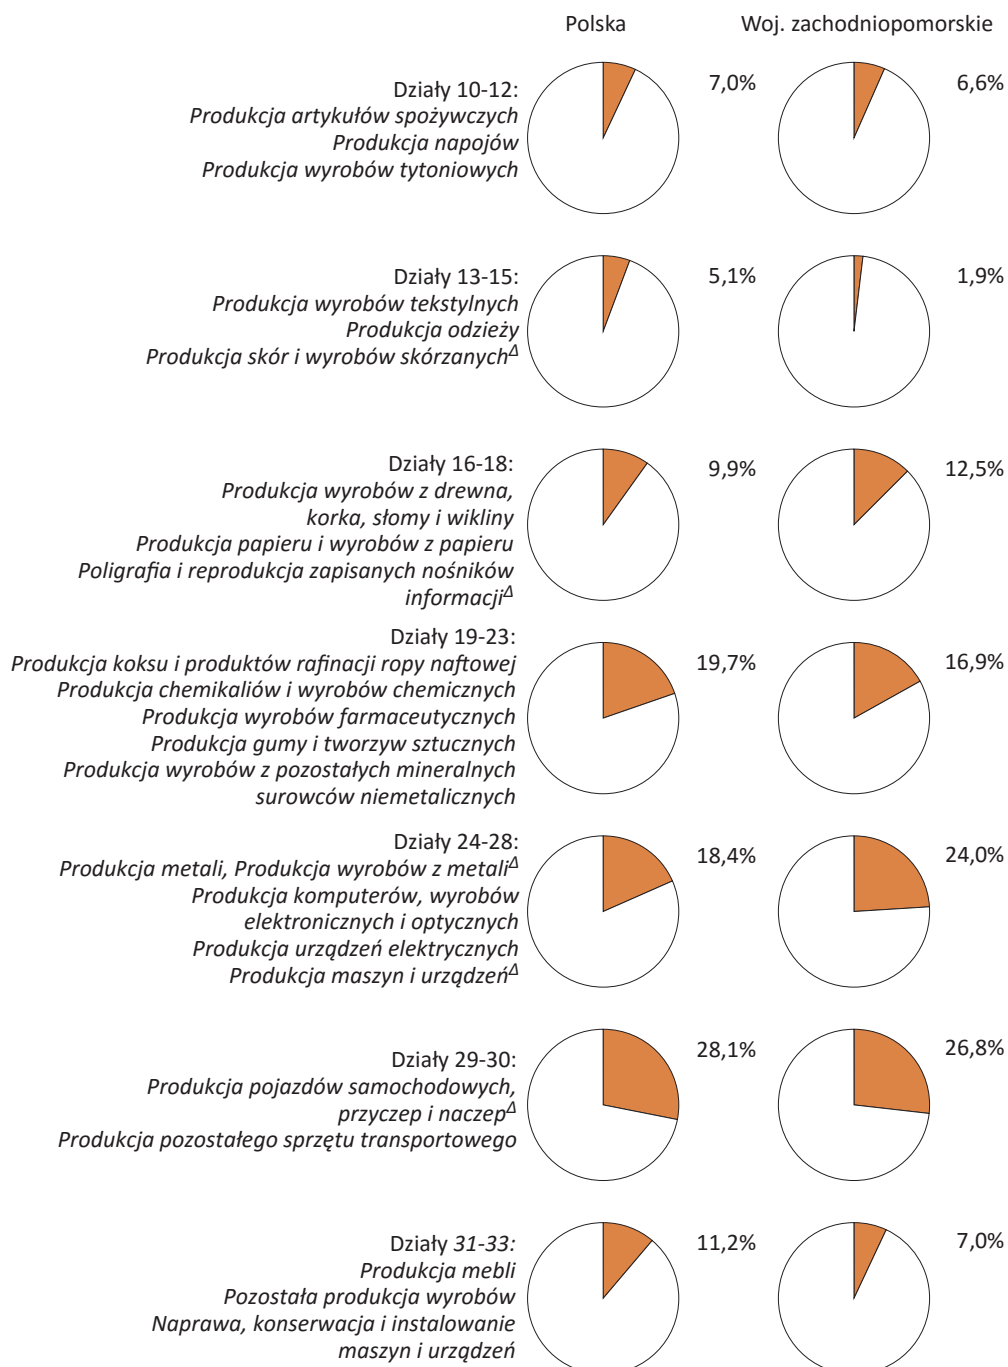 Polska
Woj. zachodniopomorskie
Działy 10-12:
Produkcja artykułów spożywczych
Produkcja napojów
Produkcja wyrobów tytoniowych
7,0%
6,6%
Działy 13-15:
Produkcja wyrobów tekstylnych
Produkcja odzieży
Produkcja skór i wyrobów skórzanychΔ
5,1%
1,9%
Działy 16-18:
Produkcja wyrobów z drewna,
korka, słomy i wikliny
Produkcja papieru i wyrobów z papieru
Poligrafia i reprodukcja zapisanych nośników
informacjiΔ
9,9%
12,5%
Działy 19-23:
Produkcja koksu i produktów rafinacji ropy naftowej
Produkcja chemikaliów i wyrobów chemicznych
Produkcja wyrobów farmaceutycznych
Produkcja gumy i tworzyw sztucznych
Produkcja wyrobów z pozostałych mineralnych
surowców niemetalicznych
19,7%
16,9%
Działy 24-28:
Produkcja metali, Produkcja wyrobów z metaliΔ
Produkcja komputerów, wyrobów
elektronicznych i optycznych
Produkcja urządzeń elektrycznych
Produkcja maszyn i urządzeńΔ
18,4%
24,0%
Działy 29-30:
Produkcja pojazdów samochodowych,
przyczep i naczepΔ
Produkcja pozostałego sprzętu transportowego
28,1%
26,8%
Działy 31-33:
Produkcja mebli
Pozostała produkcja wyrobów
Naprawa, konserwacja i instalowanie
maszyn i urządzeń
11,2%
7,0%